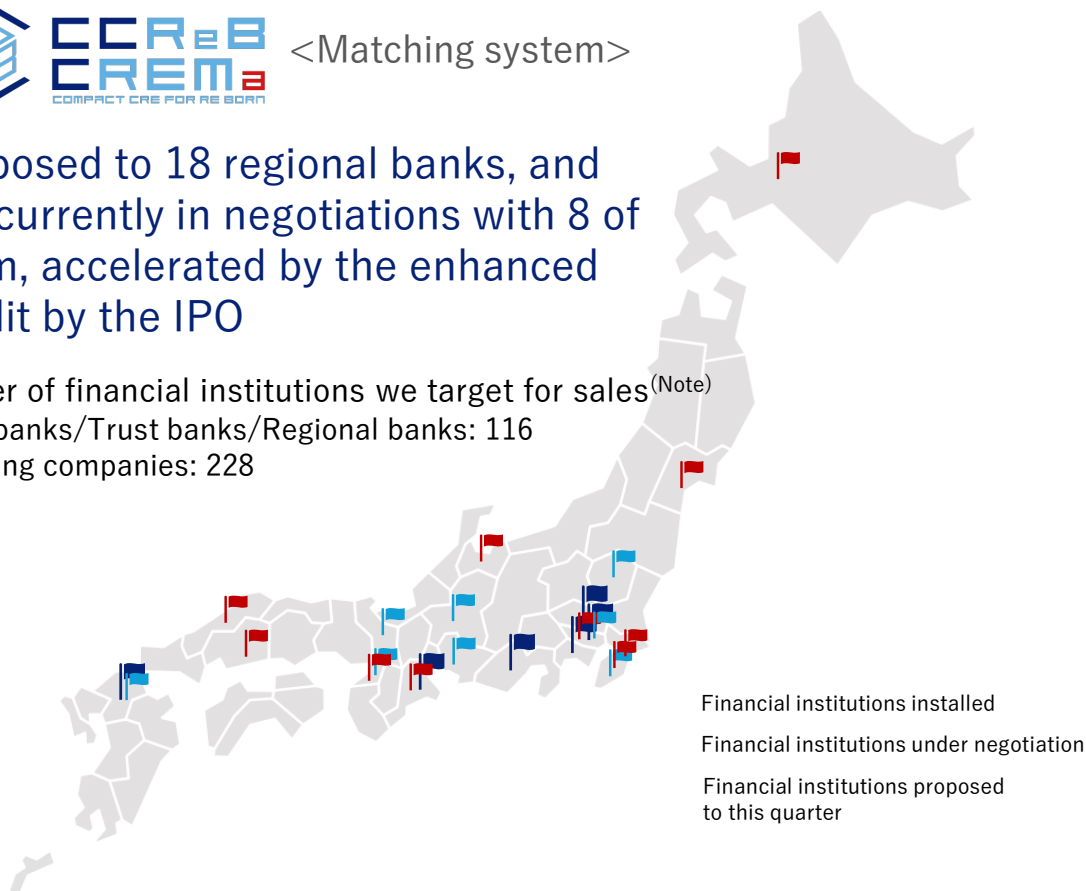 CCReB <Matching system>
CREMa
COMPACT CRE FOR RE BORN
posed to 18 regional banks, and
currently in negotiations with 8 of
m, accelerated by the enhanced
dit by the IPO
er of financial institutions we target for sales(Note)
banks/Trust banks/Regional banks: 116
ng companies: 228
Financial institutions installed
Financial institutions under negotiation
Financial institutions proposed
to this quarter